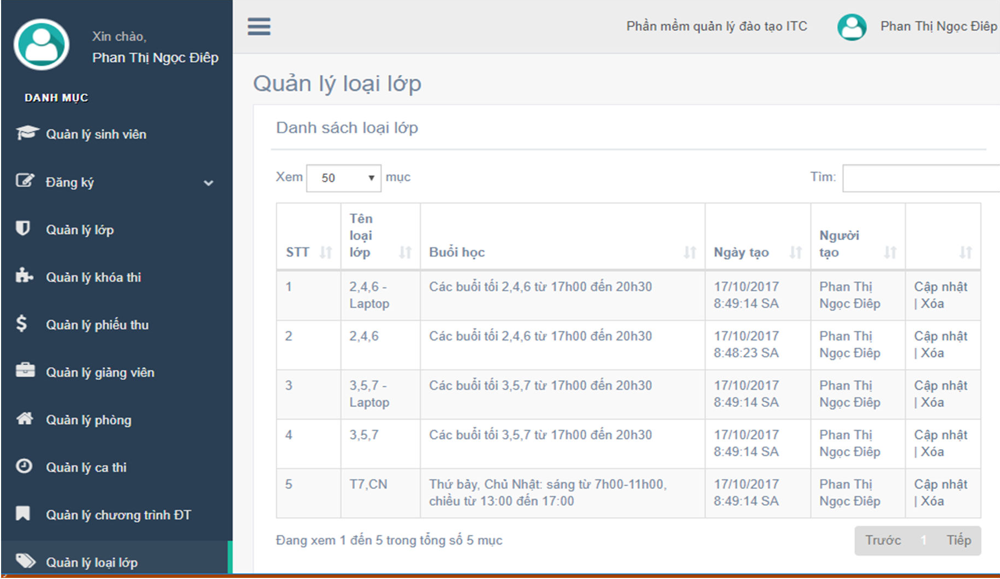 Xin chào,
Phan Thị Ngọc Điêp
DANH MỤC
Quản lý sinh viên
Đăng ký
Quản lý lớp
Quản lý khóa thi
Quản lý phiếu thu
Quản lý giảng viên
Quản lý phòng
Quản lý ca thi
Quản lý chương trình ĐT
Quản lý loại lớp
Phần mềm quản lý đào tạo ITC
Phan Thị Ngọc Điêp
Quản lý loại lớp
Danh sách loại lớp
Xem 50 mục
Tìm:
STT Tên loại lớp Buổi học Ngày tạo Người tạo
1 2,4,6 - Laptop Các buổi tối 2,4,6 từ 17h00 đến 20h30 17/10/2017 8:49:14 SA Phan Thị Ngọc Điêp Cập nhật | Xóa
2 2,4,6 Các buổi tối 2,4,6 từ 17h00 đến 20h30 17/10/2017 8:48:23 SA Phan Thị Ngọc Điêp Cập nhật | Xóa
3 3,5,7 - Laptop Các buổi tối 3,5,7 từ 17h00 đến 20h30 17/10/2017 8:49:14 SA Phan Thị Ngọc Điêp Cập nhật | Xóa
4 3,5,7 Các buổi tối 3,5,7 từ 17h00 đến 20h30 17/10/2017 8:49:14 SA Phan Thị Ngọc Điêp Cập nhật | Xóa
5 T7,CN Thứ bảy, Chủ Nhật: sáng từ 7h00-11h00, chiều từ 13:00 đến 17:00 17/10/2017 8:49:14 SA Phan Thị Ngọc Điêp Cập nhật | Xóa
Đang xem 1 đến 5 trong tổng số 5 mục
Trước 1 Tiếp